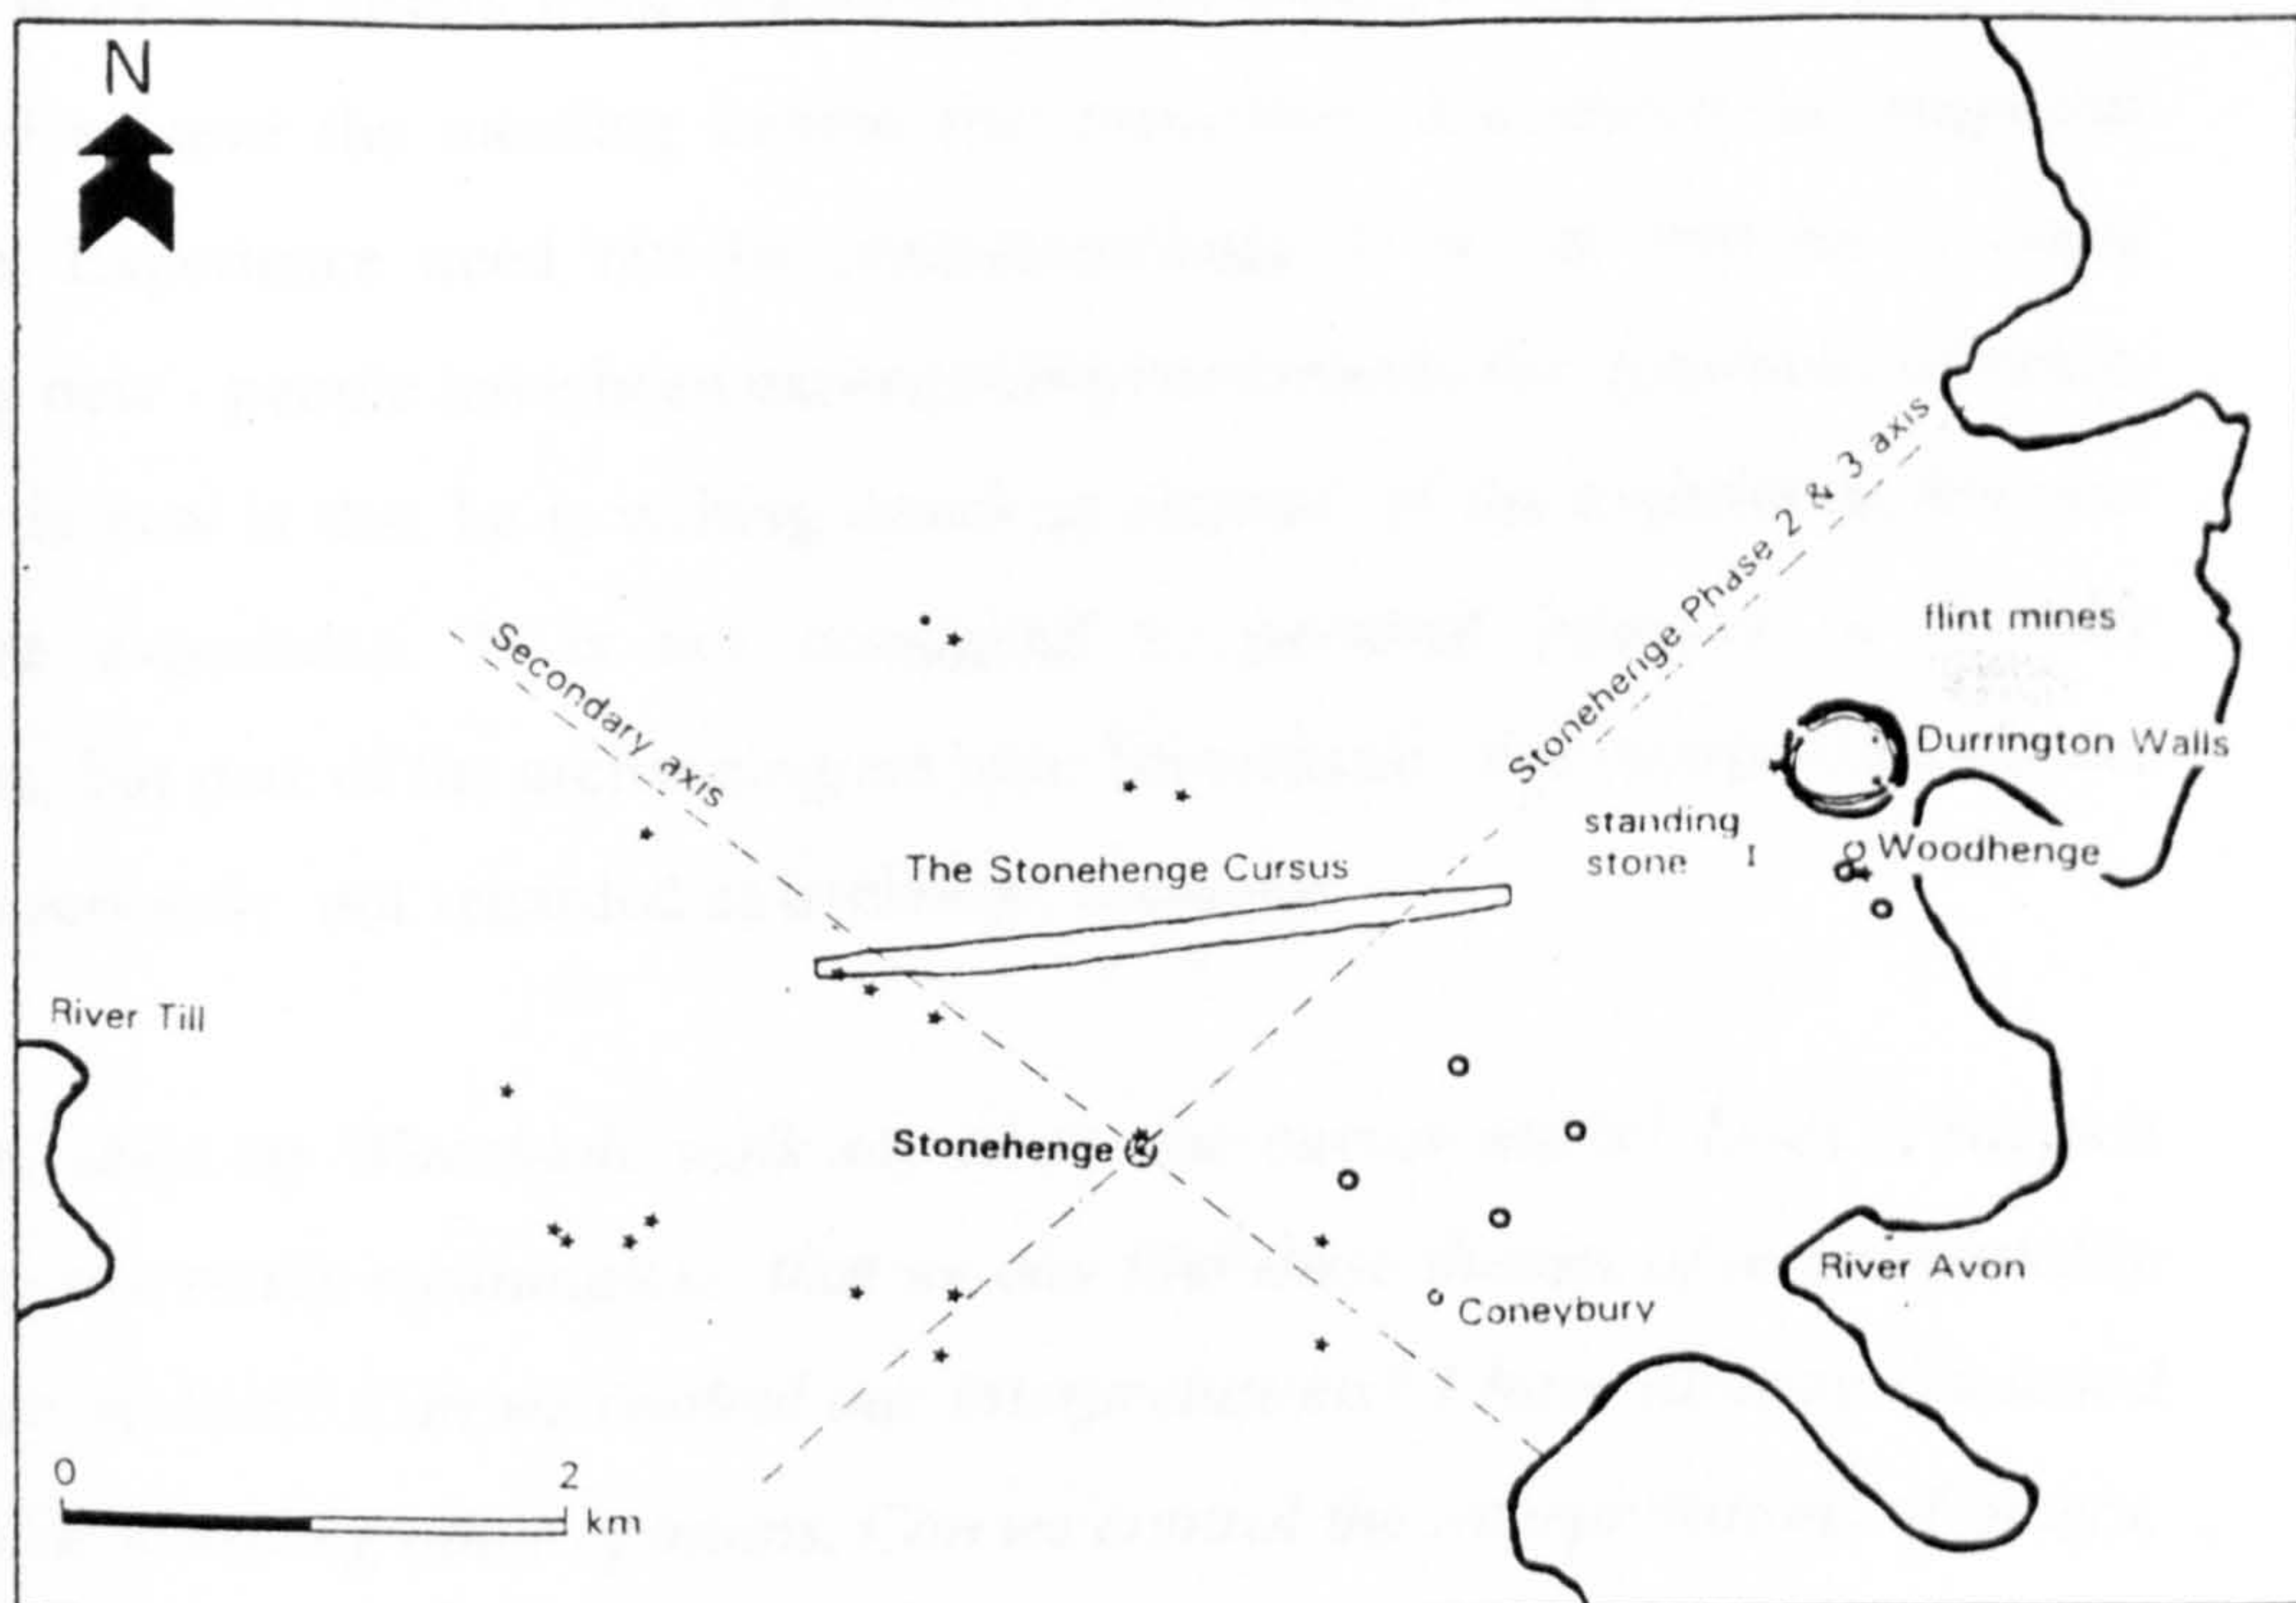 N
Stonehenge Phase 2 & 3 axis
Secondary axis
flint mines
Durrington Walls
standing
stone
Woodhenge
The Stonehenge Cursus
River Till
Stonehenge
River Avon
Coneybury
0 2
km